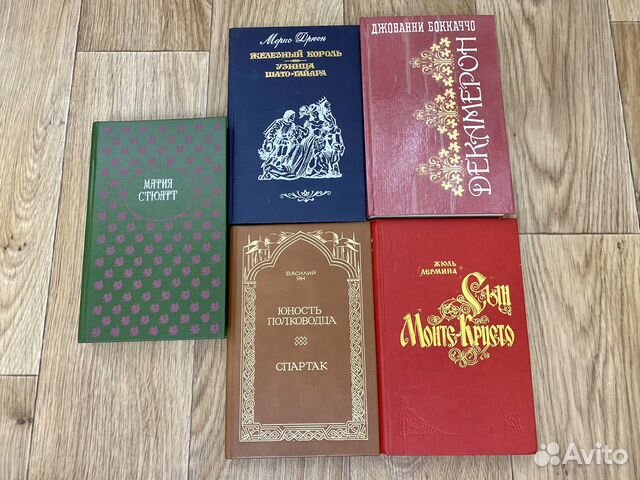 МАРИЯ
СТЮАРТ
Морис Дрюон
ЖЕЛЕЗНЫЙ КОРОЛЬ
УЗНИЦА
ШАТО-ГАЙАРА
ДЖОВАННИ БОККАЧЧО
ДЕКАМЕРОН
ВАСИЛИЙ
ЯН
ЮНОСТЬ
ПОЛКОВОДЦА
СПАРТАК
ЖЮЛЬ
ЛЕРМИНА
Сын
Монте-Кристо
Avito